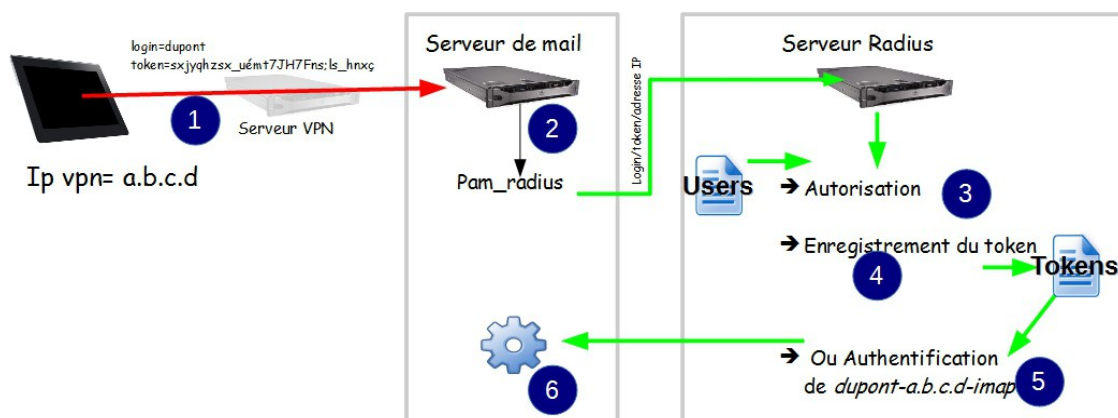 login=dupont
token=sxjyqhzsx_uémt7JH7Fns;ls_hnxç
1
Serveur VPN
Ip vpn= a.b.c.d
Serveur de mail
2
Pam_radius
6
Login/token/adresse IP
Serveur Radius
Users
➔ Autorisation
3
➔ Enregistrement du token
4
Tokens
➔ Ou Authentification
de dupont-a.b.c.d-imap
5